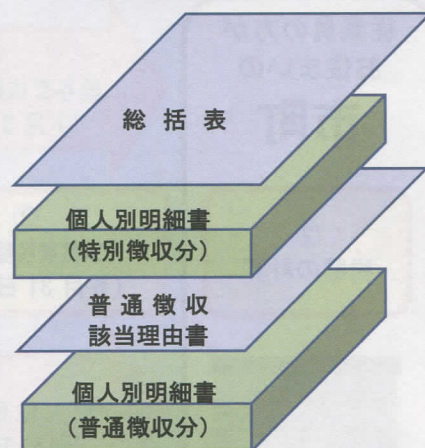 総括表
個人別明細書
（特別徴収分）
普通徴収
該当理由書
個人別明細書
（普通徴収分）